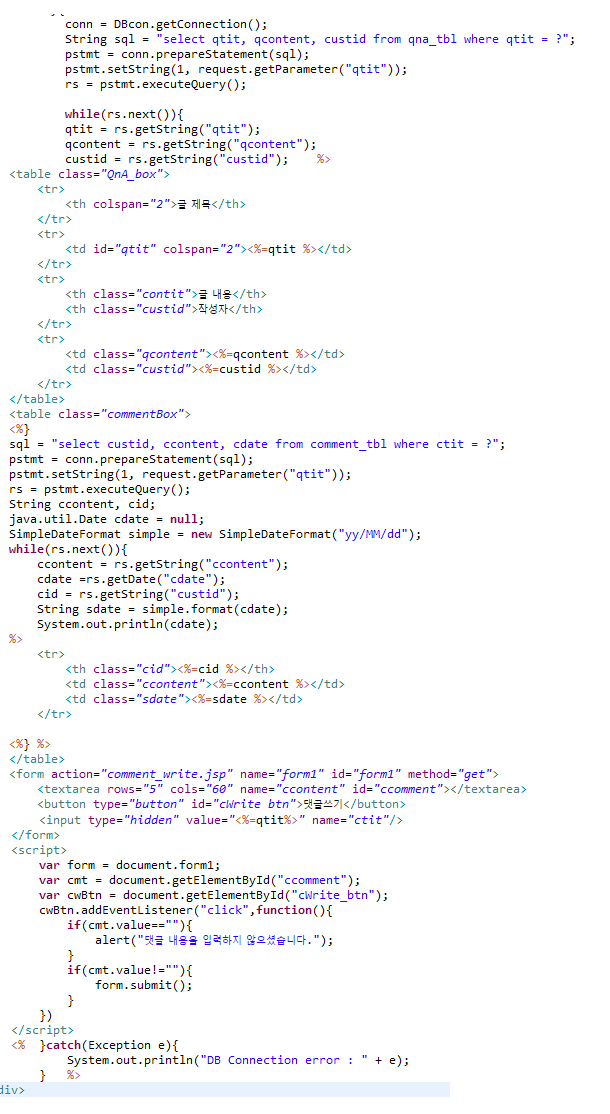 conn = DBcon.getConnection();
String sql = "select qtit, qcontent, custid from qna_tbl where qtit = ?";
pstmt = conn.prepareStatement(sql);
pstmt.setString(1, request.getParameter("qtit"));
rs = pstmt.executeQuery();
while(rs.next()){
qtit = rs.getString("qtit");
qcontent = rs.getString("qcontent");
custid = rs.getString("custid");    %>
<table class="QnA_box">
<tr>
<th colspan="2">글 제목</th>
</tr>
<tr>
<td id="qtit" colspan="2"><%=qtit %></td>
</tr>
<tr>
<th class="contit">글 내용</th>
<th class="custid">작성자</th>
</tr>
<tr>
<td class="qcontent"><%=qcontent %></td>
<td class="custid"><%=custid %></td>
</tr>
</table>
<table class="commentBox">
<%}
sql = "select custid, ccontent, cdate from comment_tbl where ctit = ?";
pstmt = conn.prepareStatement(sql);
pstmt.setString(1, request.getParameter("qtit"));
rs = pstmt.executeQuery();
String ccontent, cid;
java.util.Date cdate = null;
SimpleDateFormat simple = new SimpleDateFormat("yy/MM/dd");
while(rs.next()){
ccontent = rs.getString("ccontent");
cdate =rs.getDate("cdate");
cid = rs.getString("custid");
String sdate = simple.format(cdate);
System.out.println(cdate);
%>
<tr>
<th class="cid"><%=cid %></th>
<td class="ccontent"><%=ccontent %></td>
<td class="sdate"><%=sdate %></td>
</tr>
<%} %>
</table>
<form action="comment_write.jsp" name="form1" id="form1" method="get">
<textarea rows="5" cols="60" name="ccontent" id="ccomment"></textarea>
<button type="button" id="cWrite_btn">댓글쓰기</button>
<input type="hidden" value="<%=qtit%>" name="ctit"/>
</form>
<script>
var form = document.form1;
var cmt = document.getElementById("ccomment");
var cwBtn = document.getElementById("cWrite_btn");
cwBtn.addEventListener("click",function(){
if(cmt.value==""){
alert("댓글 내용을 입력하지 않으셨습니다.");
}
if(cmt.value!=""){
form.submit();
}
})
</script>
<%  }catch(Exception e){
System.out.println("DB Connection error : " + e);
}   %>
div>